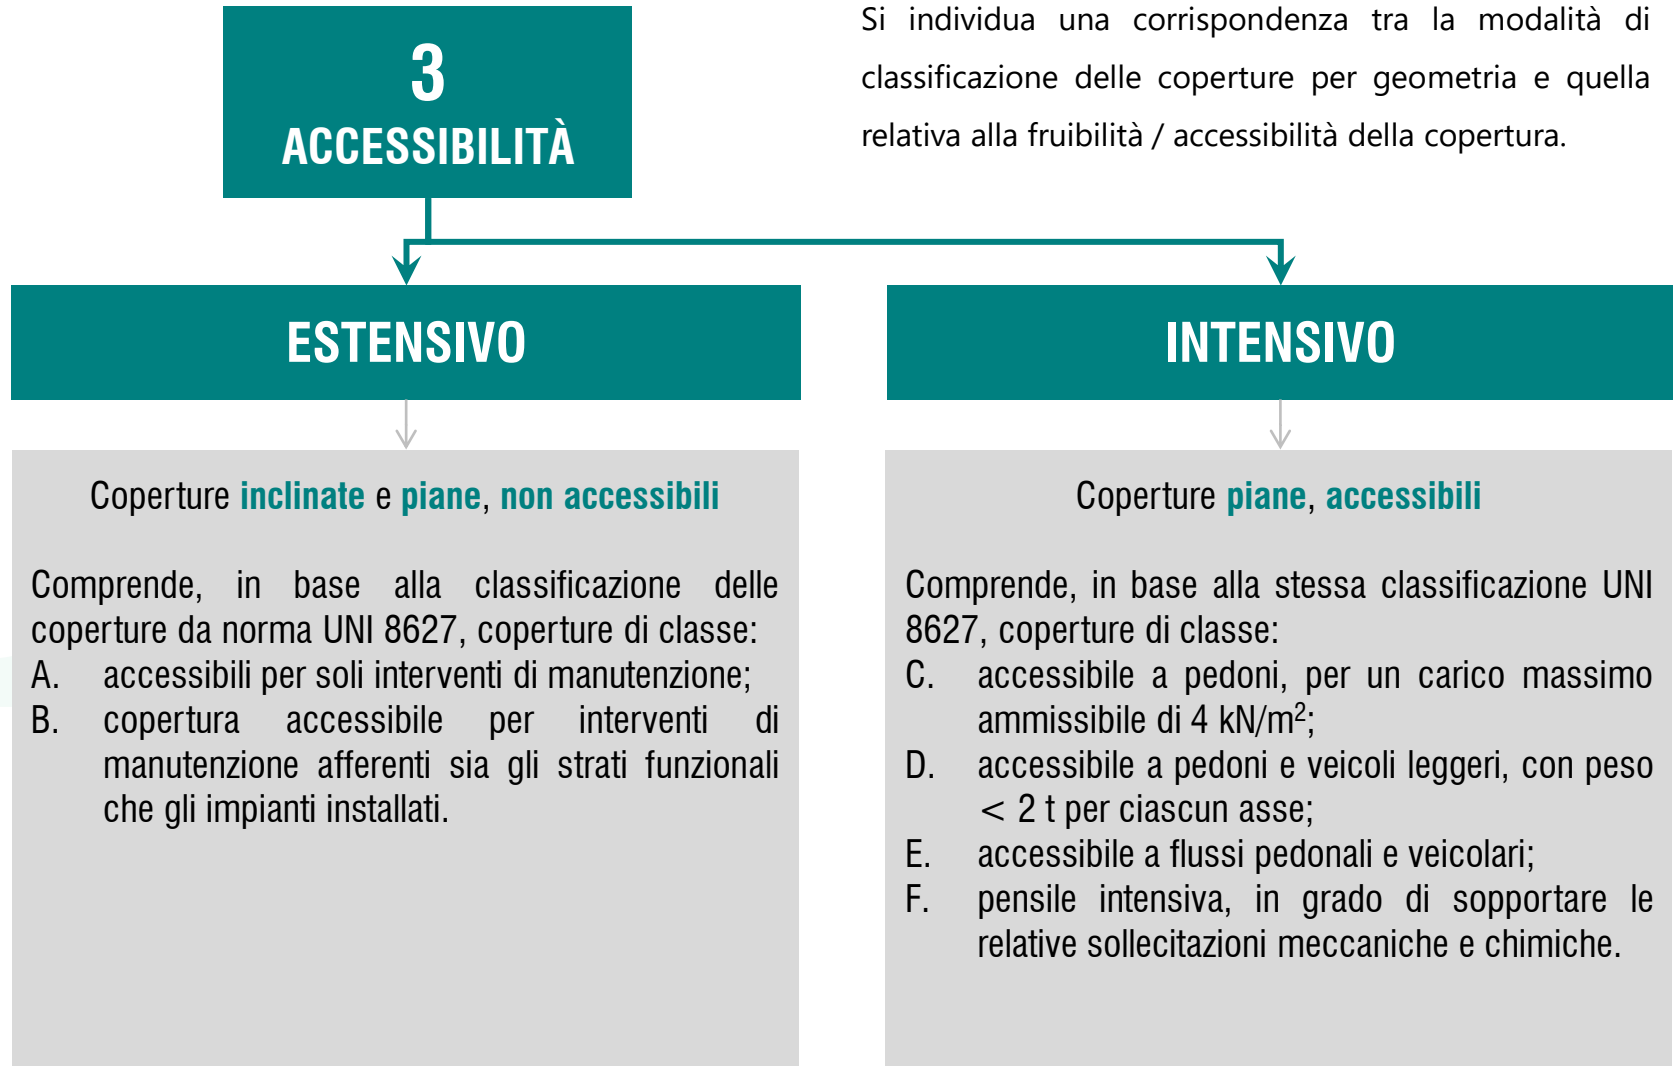 3
ACCESSIBILITÀ
Si individua una corrispondenza tra la modalità di
classificazione delle coperture per geometria e quella
relativa alla fruibilità / accessibilità della copertura.
ESTENSIVO
Coperture inclinate e piane, non accessibili
Comprende, in base alla classificazione delle
coperture da norma UNI 8627, coperture di classe:
A. accessibili per soli interventi di manutenzione;
B. copertura accessibile per interventi di
manutenzione afferenti sia gli strati funzionali
che gli impianti installati.
INTENSIVO
Coperture piane, accessibili
Comprende, in base alla stessa classificazione UNI
8627, coperture di classe:
C. accessibile a pedoni, per un carico massimo
ammissibile di 4 kN/m²;
D. accessibile a pedoni e veicoli leggeri, con peso
< 2 t per ciascun asse;
E. accessibile a flussi pedonali e veicolari;
F. pensile intensiva, in grado di sopportare le
relative sollecitazioni meccaniche e chimiche.